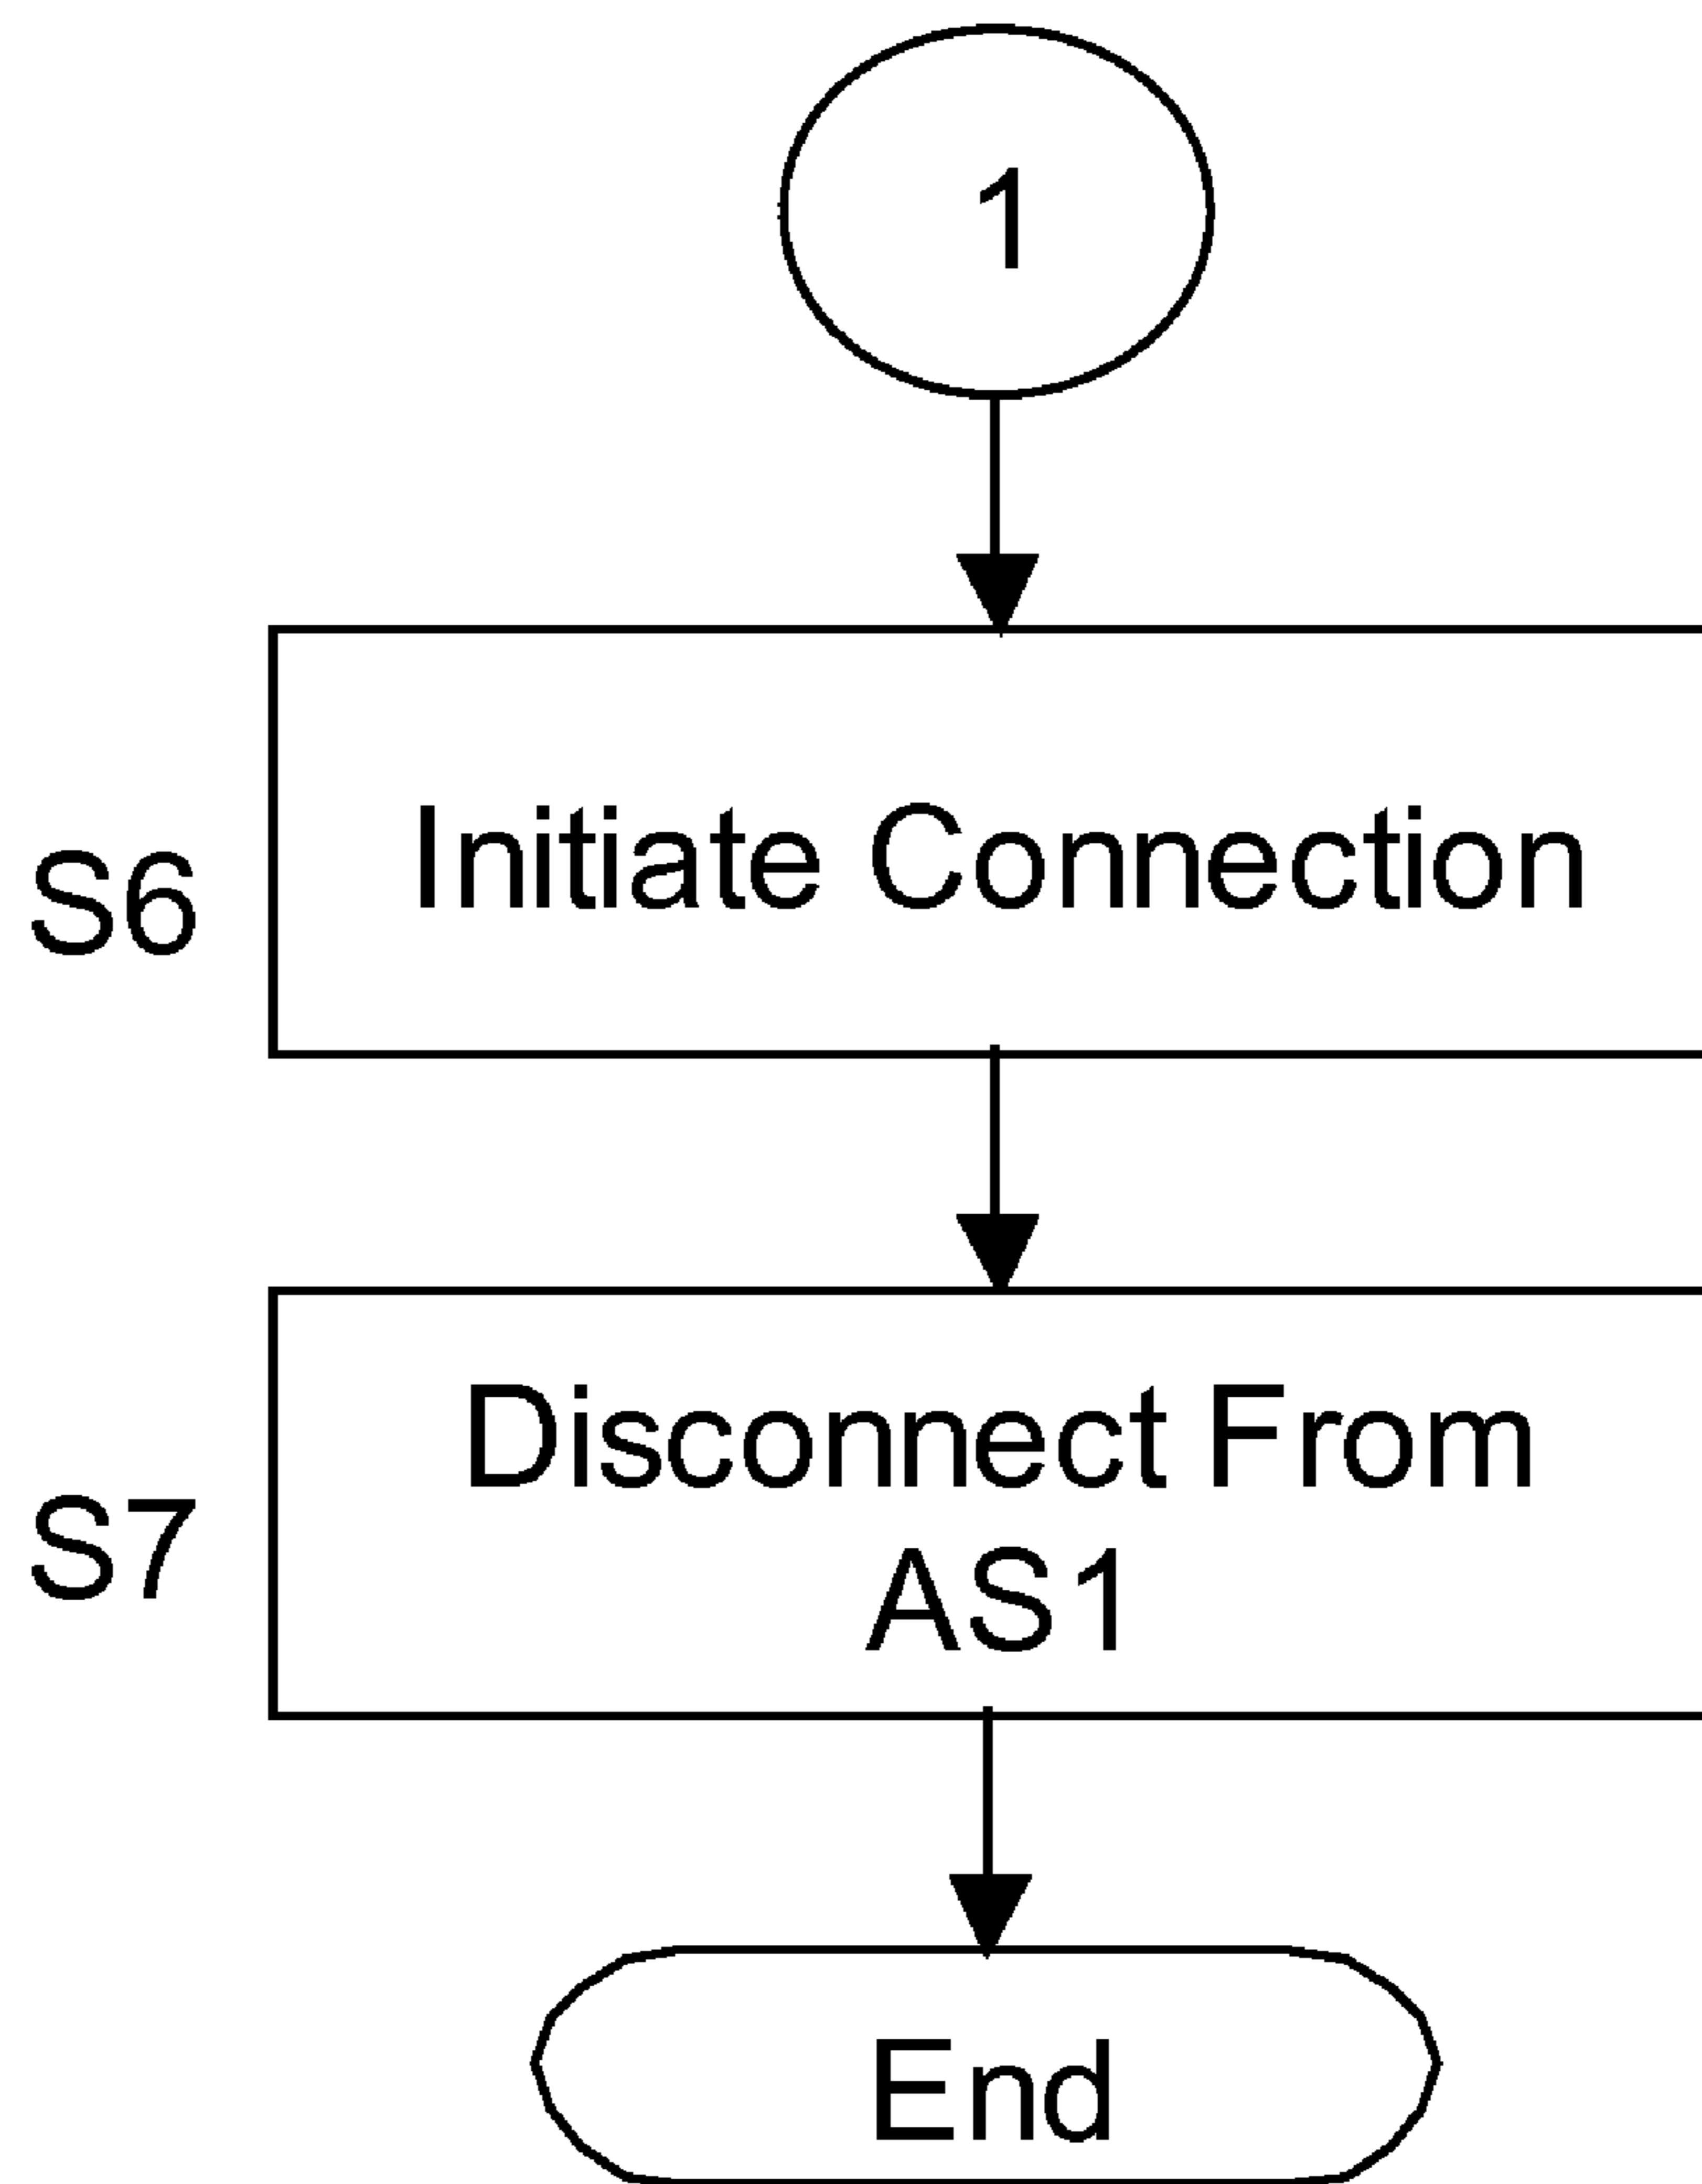 1
S6
Initiate Connection
S7
Disconnect From
AS1
End